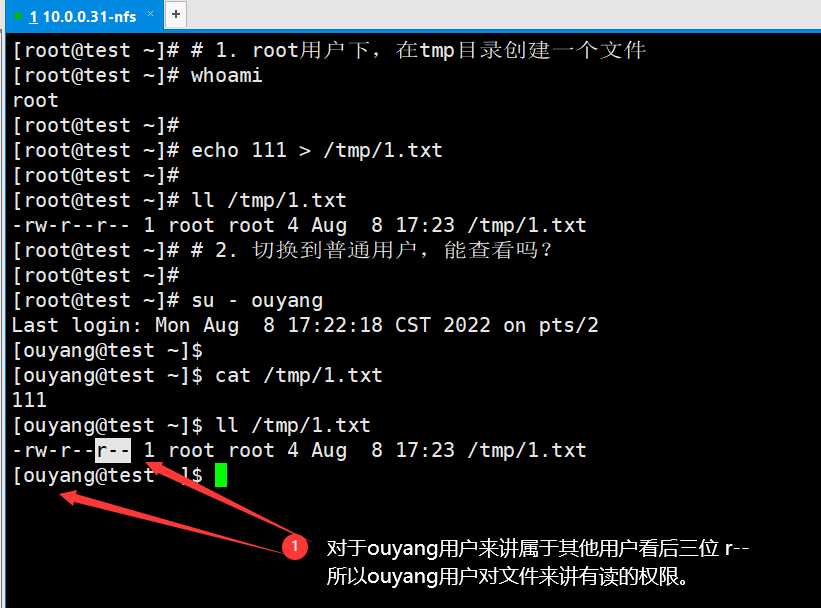 1 10.0.0.31-nfs × +
[root@test ~]# # 1. root用户下，在tmp目录创建一个文件
[root@test ~]# whoami
root
[root@test ~]#
[root@test ~]# echo 111 > /tmp/1.txt
[root@test ~]#
[root@test ~]# ll /tmp/1.txt
-rw-r--r-- 1 root root 4 Aug  8 17:23 /tmp/1.txt
[root@test ~]# # 2. 切换到普通用户，能查看吗？
[root@test ~]#
[root@test ~]# su - ouyang
Last login: Mon Aug  8 17:22:18 CST 2022 on pts/2
[ouyang@test ~]$
[ouyang@test ~]$ cat /tmp/1.txt
111
[ouyang@test ~]$ ll /tmp/1.txt
-rw-r--r-- 1 root root 4 Aug  8 17:23 /tmp/1.txt
[ouyang@test ~]$
1
对于ouyang用户来讲属于其他用户看后三位 r--
所以ouyang用户对文件来讲有读的权限。